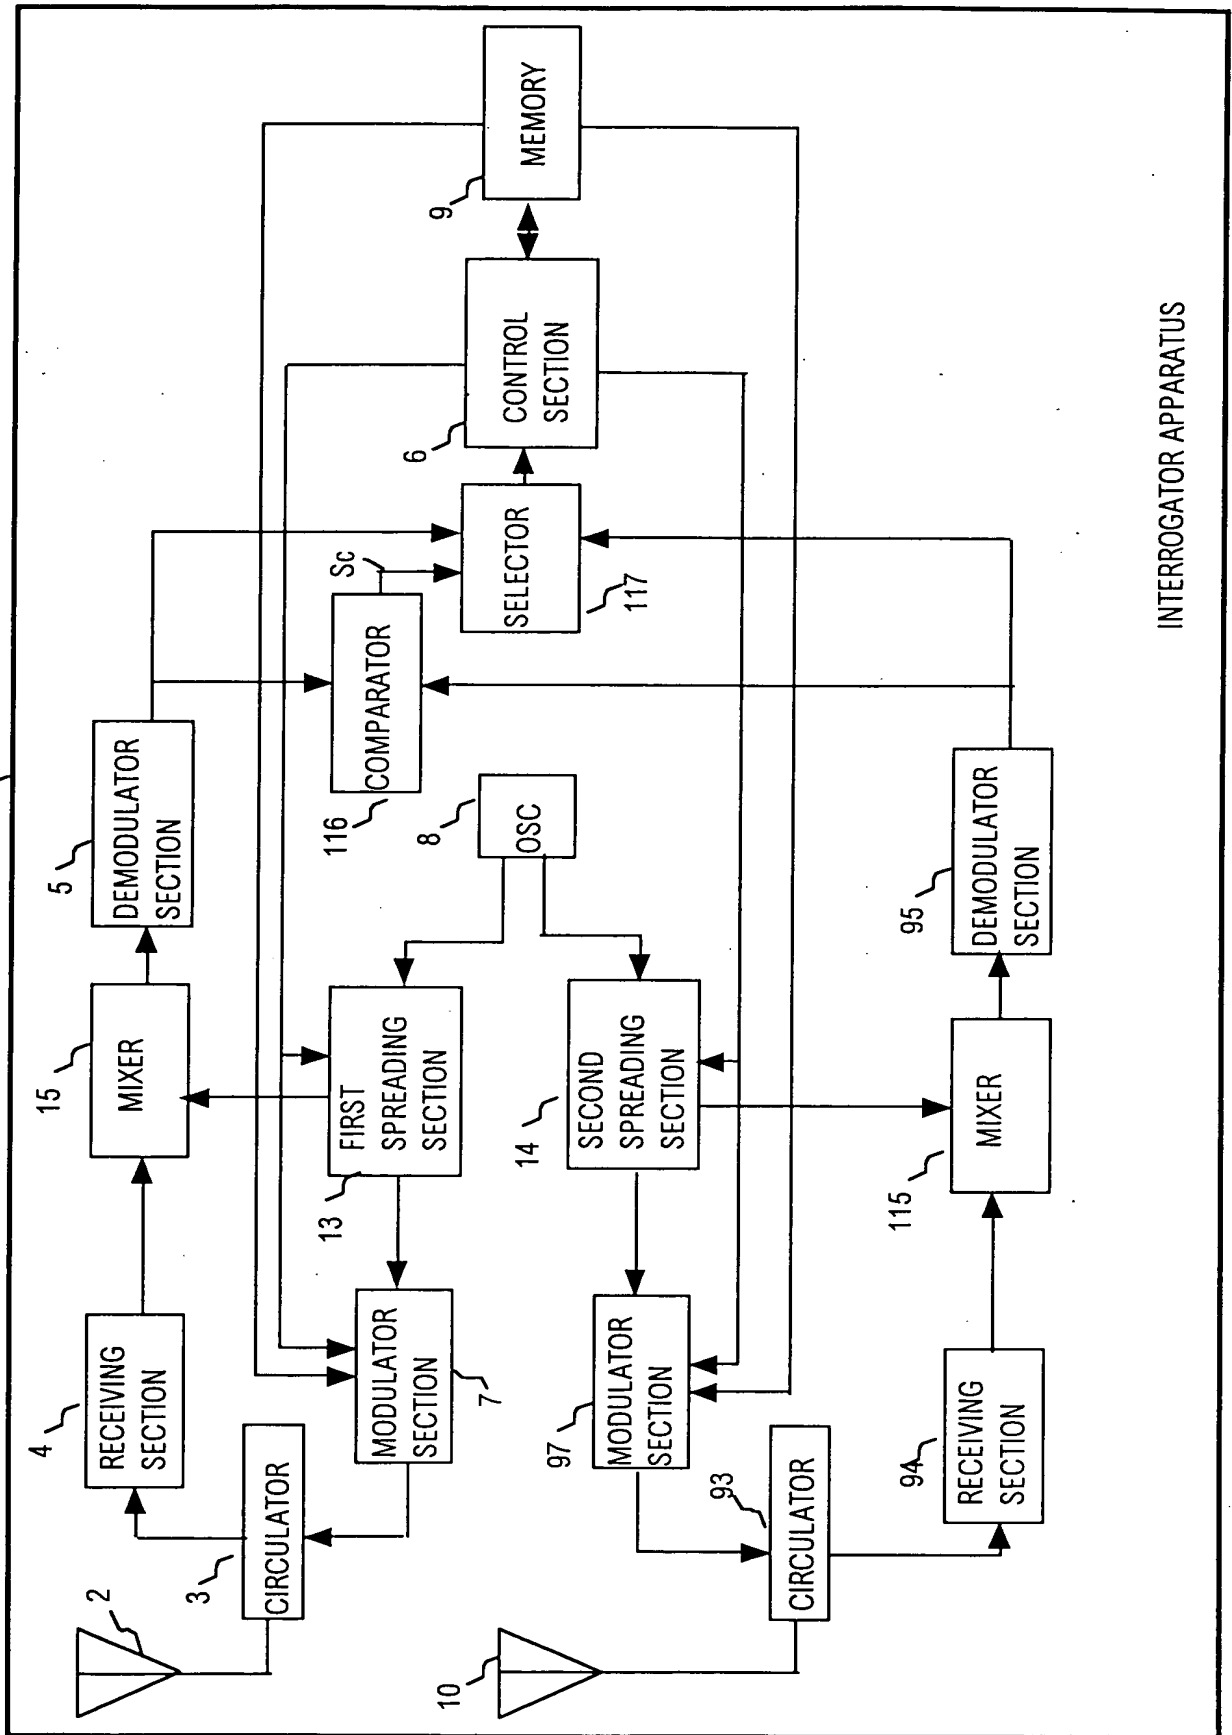 2
3
CIRCULATOR
4
RECEIVING
SECTION
15
MIXER
5
DEMODULATOR
SECTION
7
MODULATOR
SECTION
13
FIRST
SPREADING
SECTION
116
COMPARATOR
Sc
8
OSC
117
SELECTOR
6
CONTROL
SECTION
9
MEMORY
10
93
CIRCULATOR
97
MODULATOR
SECTION
14
SECOND
SPREADING
SECTION
94
RECEIVING
SECTION
115
MIXER
95
DEMODULATOR
SECTION
INTERROGATOR APPARATUS